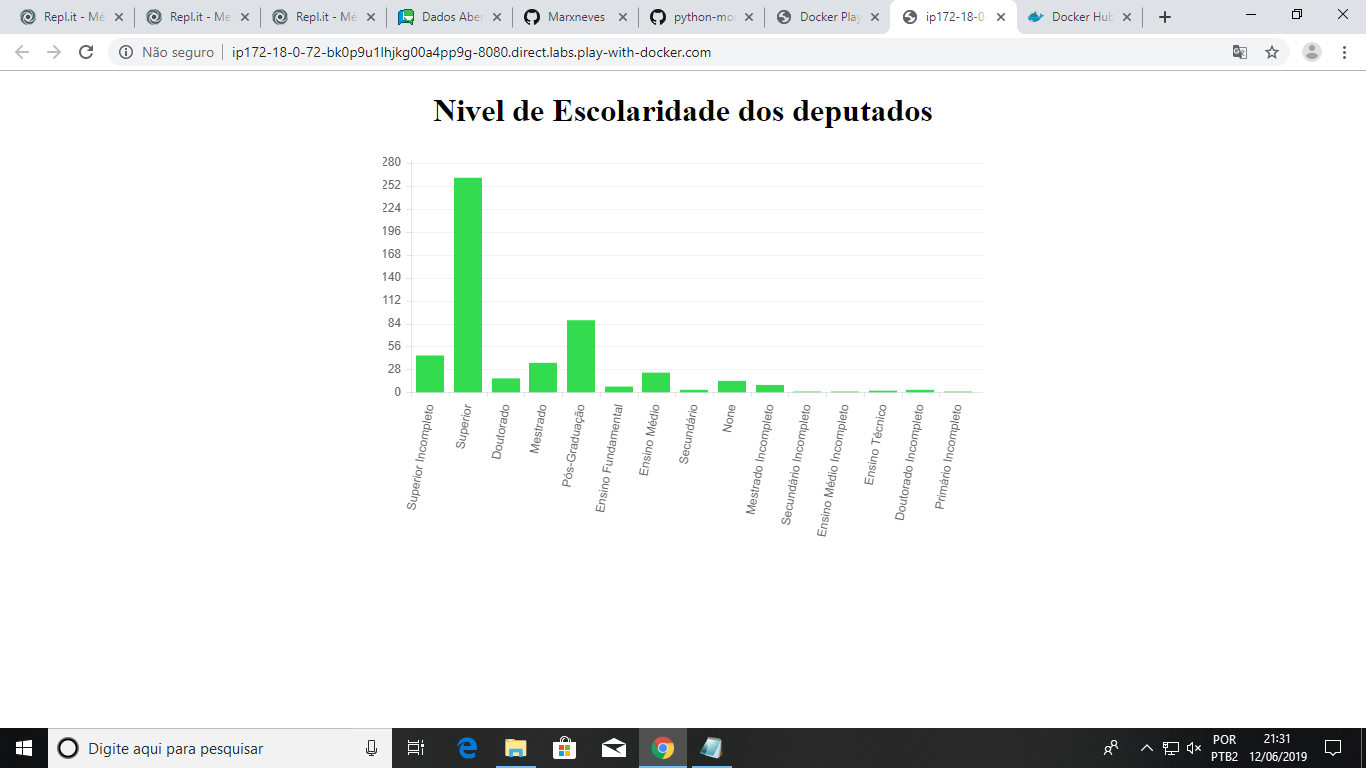 Repl.it - Mé
Repl.it - Me
Repl.it - Mé
Dados Aber
Marxneves
python-mo
Docker Play
ip172-18-0-
Docker Hub
Não seguro
ip172-18-0-72-bk0p9u1lhjkg00a4pp9g-8080.direct.labs.play-with-docker.com
Nivel de Escolaridade dos deputados
280
252
224
196
168
140
112
84
56
28
0
Superior Incompleto
Superior
Doutorado
Mestrado
Pós-Graduação
Ensino Fundamental
Ensino Médio
Secundário
None
Mestrado Incompleto
Secundário Incompleto
Ensino Médio Incompleto
Ensino Técnico
Doutorado Incompleto
Primário Incompleto
Digite aqui para pesquisar
POR
PTB2
21:31
12/06/2019